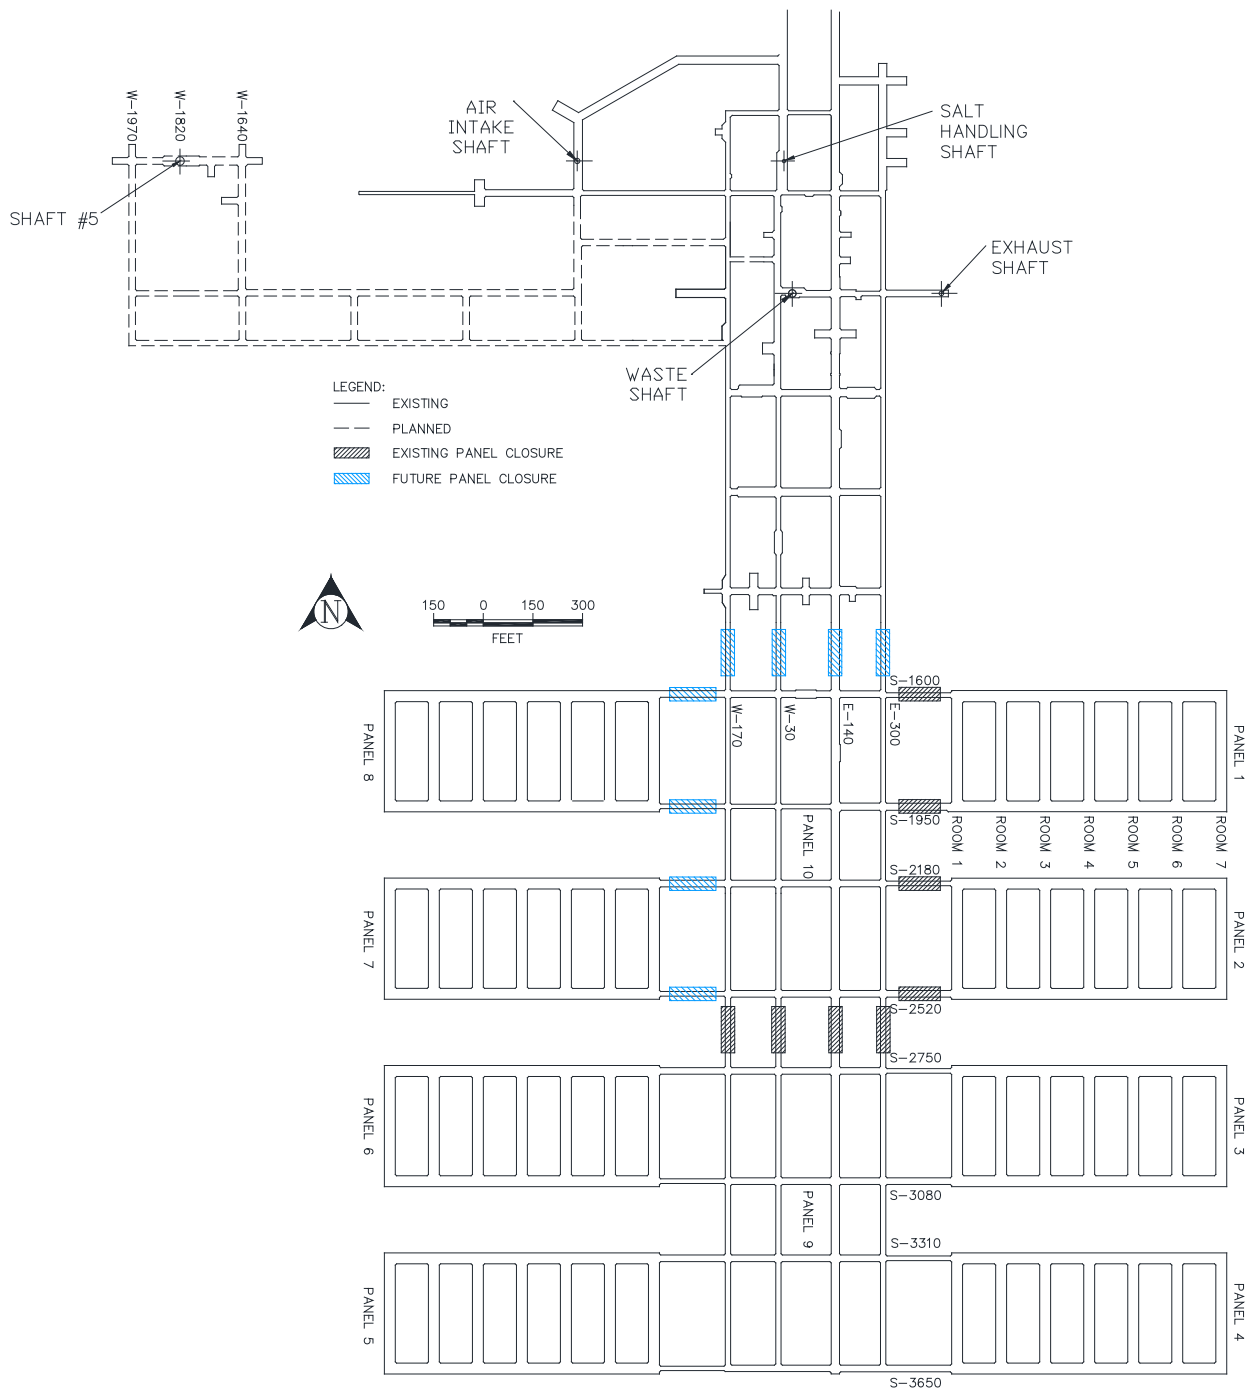 W-1970
W-1820
W-1640
AIR
INTAKE
SHAFT
SALT
HANDLING
SHAFT
SHAFT #5
EXHAUST
SHAFT
WASTE
SHAFT
LEGEND:
EXISTING
PLANNED
EXISTING PANEL CLOSURE
FUTURE PANEL CLOSURE
N
150 0 150 300
FEET
S-1600
W-170
W-30
E-140
E-300
PANEL 8
PANEL 1
S-1950
PANEL 10
ROOM 1
ROOM 2
ROOM 3
ROOM 4
ROOM 5
ROOM 6
ROOM 7
S-2180
PANEL 7
PANEL 2
S-2520
S-2750
PANEL 6
PANEL 3
S-3080
PANEL 9
S-3310
PANEL 5
PANEL 4
S-3650